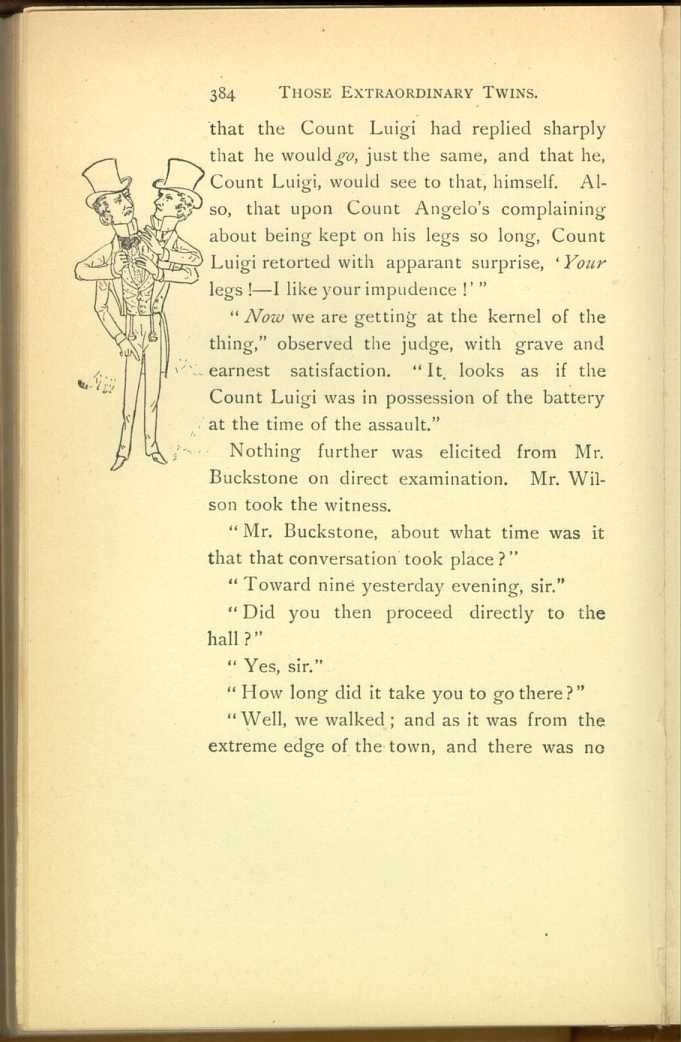 384 THOSE EXTRAORDINARY TWINS.
that the Count Luigi had replied sharply
that he would go, just the same, and that he,
Count Luigi, would see to that, himself. Al-
so, that upon Count Angelo's complaining
about being kept on his legs so long, Count
Luigi retorted with apparant surprise, ‘Your
legs!—I like your impudence!’”
“Now we are getting at the kernel of the
thing,” observed the judge, with grave and
earnest satisfaction. “It looks as if the
Count Luigi was in possession of the battery
at the time of the assault.”
Nothing further was elicited from Mr.
Buckstone on direct examination. Mr. Wil-
son took the witness.
“Mr. Buckstone, about what time was it
that that conversation took place?”
“Toward nine yesterday evening, sir.”
“Did you then proceed directly to the
hall?”
“Yes, sir.”
“How long did it take you to go there?”
“Well, we walked; and as it was from the
extreme edge of the town, and there was no